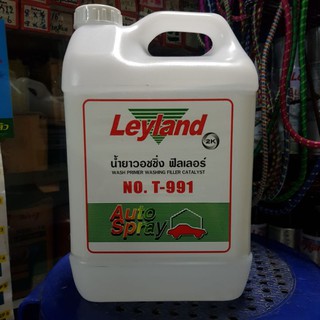 Leyland
2K
น้ำยาวอชชิ่ง ฟิลเลอร์
WASH PRIMER WASHING FILLER CATALYST
NO. T-991
Auto
Spray